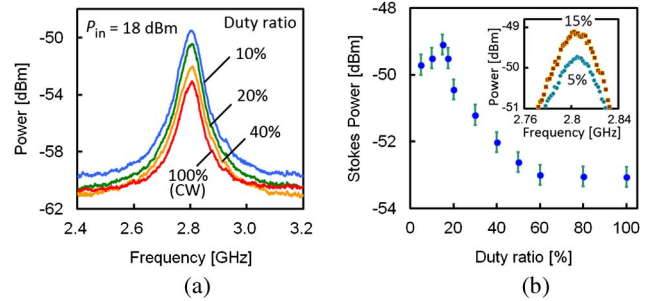 P_in = 18 dBm
Duty ratio
10%
20%
40%
100%
(CW)
Power [dBm]
-50
-54
-58
-62
2.4
2.6
2.8
3.0
3.2
Frequency [GHz]
(a)
Stokes Power [dBm]
-48
-50
-52
-54
0
20
40
60
80
100
Duty ratio [%]
15%
5%
Power [dBm]
-49
-50
-51
2.76
2.80
2.84
Frequency [GHz]
(b)